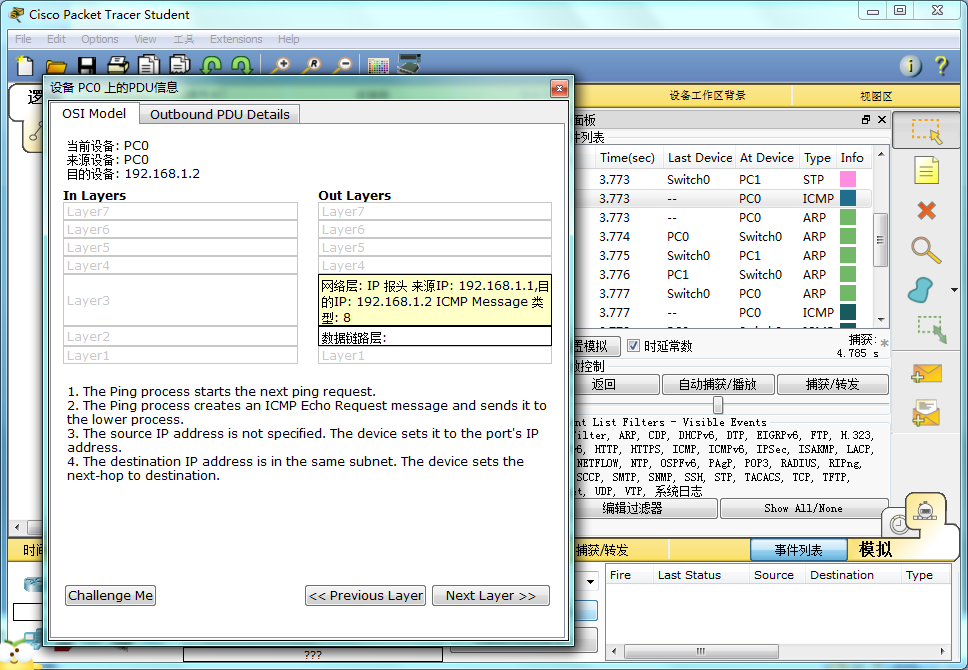 Cisco Packet Tracer Student
File Edit Options View 工具 Extensions Help
设备 PC0 上的PDU信息
OSI Model Outbound PDU Details
当前设备: PC0
来源设备: PC0
目的设备: 192.168.1.2
In Layers Out Layers
Layer7 Layer7
Layer6 Layer6
Layer5 Layer5
Layer4 Layer4
Layer3
网络层: IP 报头 来源IP: 192.168.1.1,目
的IP: 192.168.1.2 ICMP Message 类
型: 8
Layer2 数据链路层:
Layer1 Layer1
1. The Ping process starts the next ping request.
2. The Ping process creates an ICMP Echo Request message and sends it to
the lower process.
3. The source IP address is not specified. The device sets it to the port's IP
address.
4. The destination IP address is in the same subnet. The device sets the
next-hop to destination.
Challenge Me << Previous Layer Next Layer >>
设备工作区背景 视图区
面板
件列表
Time(sec) Last Device At Device Type Info
3.773 Switch0 PC1 STP
3.773 -- PC0 ICMP
3.773 -- PC0 ARP
3.774 PC0 Switch0 ARP
3.775 Switch0 PC1 ARP
3.776 PC1 Switch0 ARP
3.777 Switch0 PC0 ARP
3.777 -- PC0 ICMP
置模拟 时延常数 捕获:
4.785 s
控制
返回 自动捕获/播放 捕获/转发
nt List Filters - Visible Events
ilter, ARP, CDP, DHCPv6, DTP, EIGRPv6, FTP, H.323,
6, HTTP, HTTPS, ICMP, ICMPv6, IPSec, ISAKMP, LACP,
NETFLOW, NTP, OSPFv6, PAgP, POP3, RADIUS, RIPng,
SCCP, SMTP, SNMP, SSH, STP, TACACS, TCP, TFTP,
et, UDP, VTP, 系统日志
编辑过滤器 Show All/None
时间 捕获/转发 事件列表 模拟
Fire Last Status Source Destination Type
???